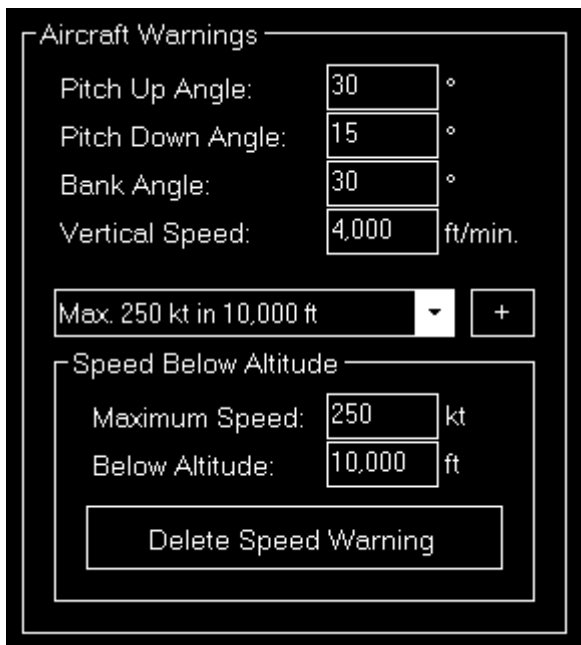 Aircraft Warnings
Pitch Up Angle: 30 °
Pitch Down Angle: 15 °
Bank Angle: 30 °
Vertical Speed: 4,000 ft/min.
Max. 250 kt in 10,000 ft +
Speed Below Altitude
Maximum Speed: 250 kt
Below Altitude: 10,000 ft
Delete Speed Warning